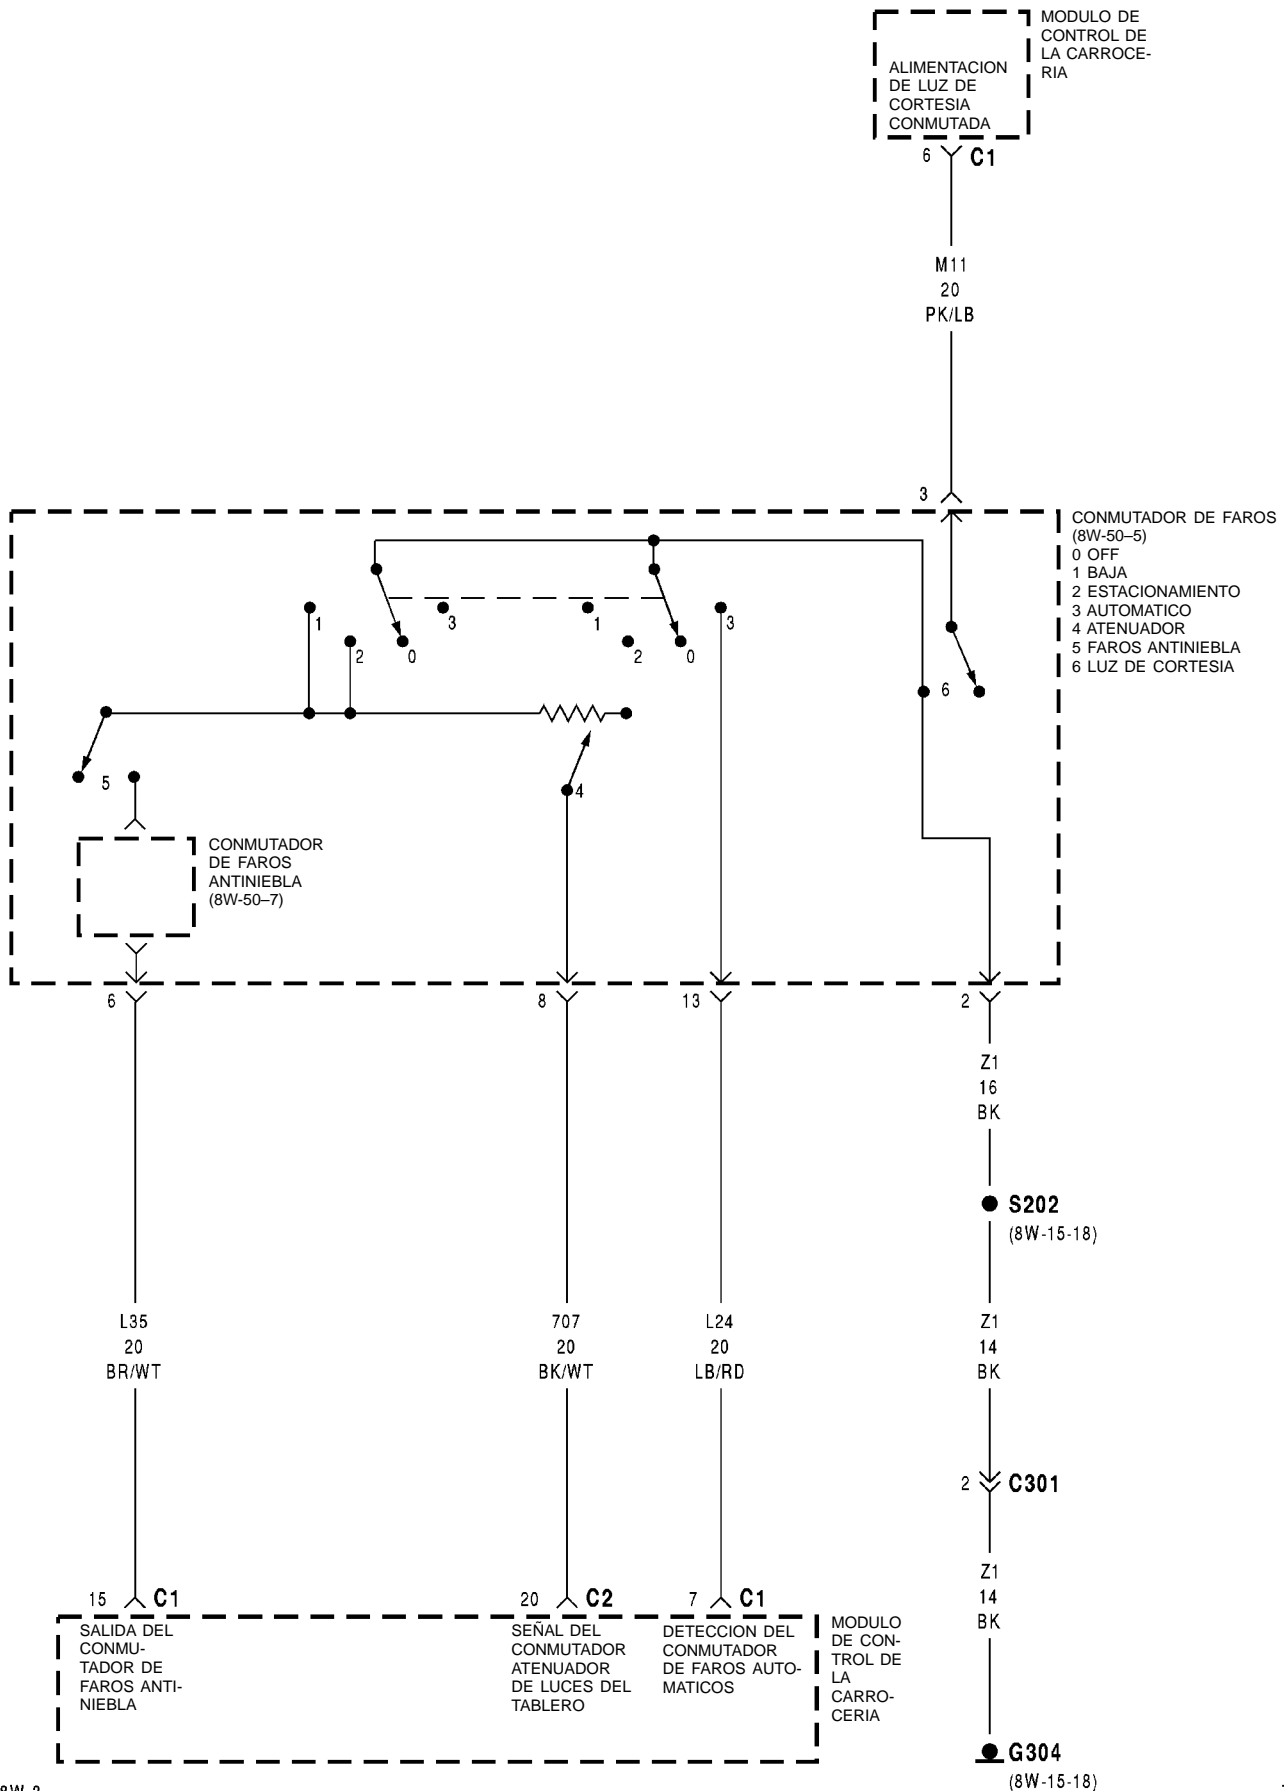 MODULO DE
CONTROL DE
LA CARROCE-
RIA
ALIMENTACION
DE LUZ DE
CORTESIA
CONMUTADA
6 C1
M11
20
PK/LB
3
CONMUTADOR DE FAROS
(8W-50–5)
0 OFF
1 BAJA
2 ESTACIONAMIENTO
3 AUTOMATICO
4 ATENUADOR
5 FAROS ANTINIEBLA
6 LUZ DE CORTESIA
1 3 1 3
2 0 2 0
6
5
4
CONMUTADOR
DE FAROS
ANTINIEBLA
(8W-50–7)
6 8 13 2
Z1
16
BK
S202
(8W-15-18)
L35
20
BR/WT
707
20
BK/WT
L24
20
LB/RD
Z1
14
BK
2 C301
Z1
14
BK
15 C1
20 C2
7 C1
SALIDA DEL
CONMU-
TADOR DE
FAROS ANTI-
NIEBLA
SEÑAL DEL
CONMUTADOR
ATENUADOR
DE LUCES DEL
TABLERO
DETECCION DEL
CONMUTADOR
DE FAROS AUTO-
MATICOS
MODULO
DE CON-
TROL DE
LA
CARRO-
CERIA
G304
(8W-15-18)